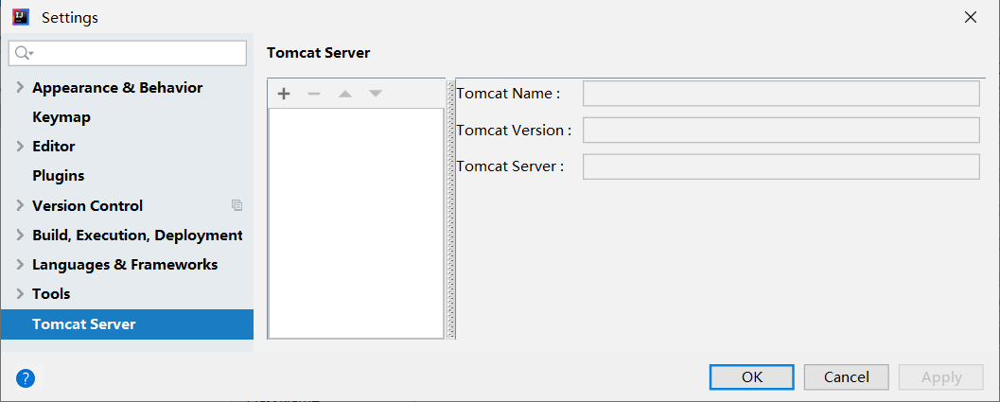 Settings
Tomcat Server
Appearance & Behavior
Keymap
Editor
Plugins
Version Control
Build, Execution, Deployment
Languages & Frameworks
Tools
Tomcat Server
Tomcat Name :
Tomcat Version :
Tomcat Server :
?
OK
Cancel
Apply